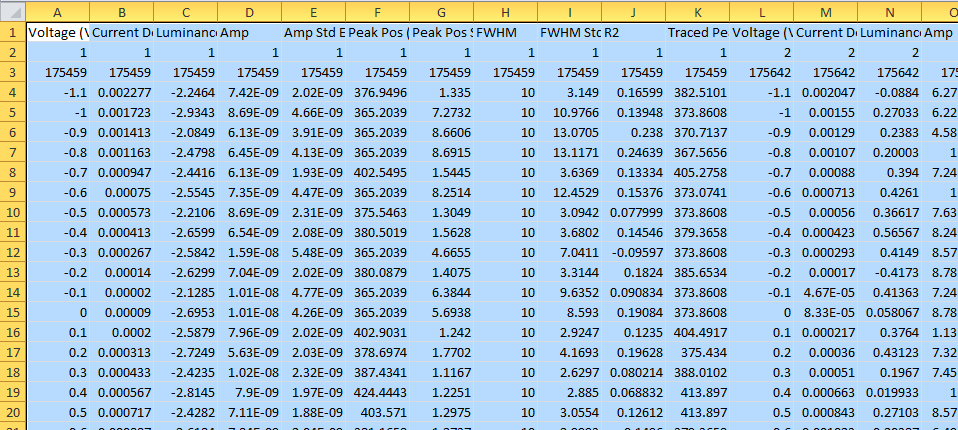 A B C D E F G H I J K L M N O
1 Voltage (V Current De Luminanc Amp Amp Std E Peak Pos ( Peak Pos S FWHM FWHM Std R2 Traced Pe Voltage (V Current De Luminanc Amp
2 1 1 1 1 1 1 1 1 1 1 1 2 2 2
3 175459 175459 175459 175459 175459 175459 175459 175459 175459 175459 175459 175642 175642 175642 175
4 -1.1 0.002277 -2.2464 7.42E-09 2.02E-09 376.9496 1.335 10 3.149 0.16599 382.5101 -1.1 0.002047 -0.0884 6.27
5 -1 0.001723 -2.9343 8.69E-09 4.66E-09 365.2039 7.2732 10 10.9766 0.13948 373.8608 -1 0.00155 0.27033 6.22
6 -0.9 0.001413 -2.0849 6.13E-09 3.91E-09 365.2039 8.6606 10 13.0705 0.238 370.7137 -0.9 0.00129 0.2383 4.58
7 -0.8 0.001163 -2.4798 6.45E-09 4.13E-09 365.2039 8.6915 10 13.1171 0.24639 367.5656 -0.8 0.00107 0.20003 1
8 -0.7 0.000947 -2.4416 6.13E-09 1.93E-09 402.5495 1.5445 10 3.6369 0.13334 405.2758 -0.7 0.00088 0.394 7.24
9 -0.6 0.00075 -2.5545 7.35E-09 4.47E-09 365.2039 8.2514 10 12.4529 0.15376 373.0741 -0.6 0.000713 0.4261 1
10 -0.5 0.000573 -2.2106 8.69E-09 2.31E-09 375.5463 1.3049 10 3.0942 0.077999 373.8608 -0.5 0.00056 0.36617 7.63
11 -0.4 0.000413 -2.6599 6.54E-09 2.08E-09 380.5019 1.5628 10 3.6802 0.14546 379.3658 -0.4 0.000423 0.56567 8.24
12 -0.3 0.000267 -2.5842 1.59E-08 5.48E-09 365.2039 4.6655 10 7.0411 -0.09597 373.8608 -0.3 0.000293 0.4149 8.57
13 -0.2 0.00014 -2.6299 7.04E-09 2.02E-09 380.0879 1.4075 10 3.3144 0.1824 385.6534 -0.2 0.00017 -0.4173 8.78
14 -0.1 0.00002 -2.1285 1.01E-08 4.77E-09 365.2039 6.3844 10 9.6352 0.090834 373.8608 -0.1 4.67E-05 0.41363 7.24
15 0 0.00009 -2.6953 1.01E-08 4.26E-09 365.2039 5.6938 10 8.593 0.19084 373.8608 0 8.33E-05 0.058067 8.78
16 0.1 0.0002 -2.5879 7.96E-09 2.02E-09 402.9031 1.242 10 2.9247 0.1235 404.4917 0.1 0.000217 0.3764 1.13
17 0.2 0.000313 -2.7249 5.63E-09 2.03E-09 378.6974 1.7702 10 4.1693 0.19628 375.434 0.2 0.00036 0.43123 7.32
18 0.3 0.000433 -2.4235 1.02E-08 2.32E-09 387.4341 1.1167 10 2.6297 0.080214 388.0102 0.3 0.00051 0.1967 7.45
19 0.4 0.000567 -2.8145 7.9E-09 1.97E-09 424.4443 1.2251 10 2.885 0.068832 413.897 0.4 0.000663 0.019933 1
20 0.5 0.000717 -2.4282 7.11E-09 1.88E-09 403.571 1.2975 10 3.0554 0.12612 413.897 0.5 0.000843 0.27103 8.57